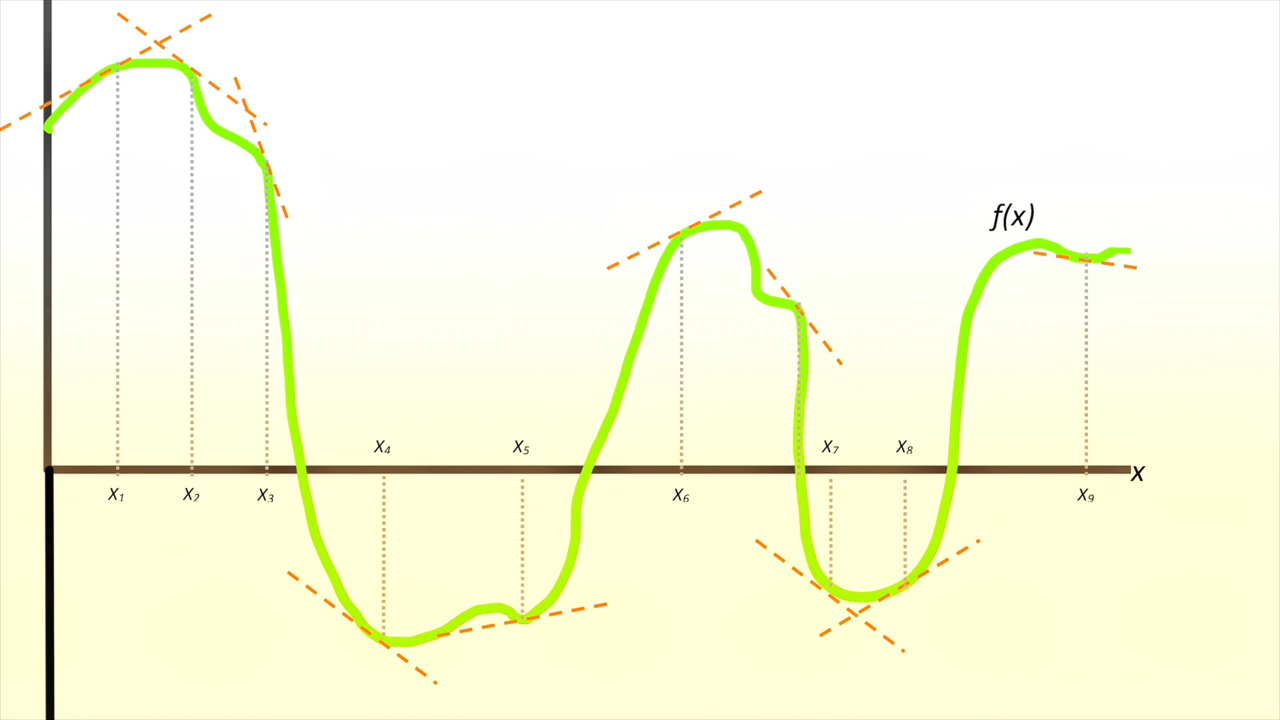 f(x)
X₄ X₅ X₇ X₈
x
X₁ X₂ X₃ X₆ X₉